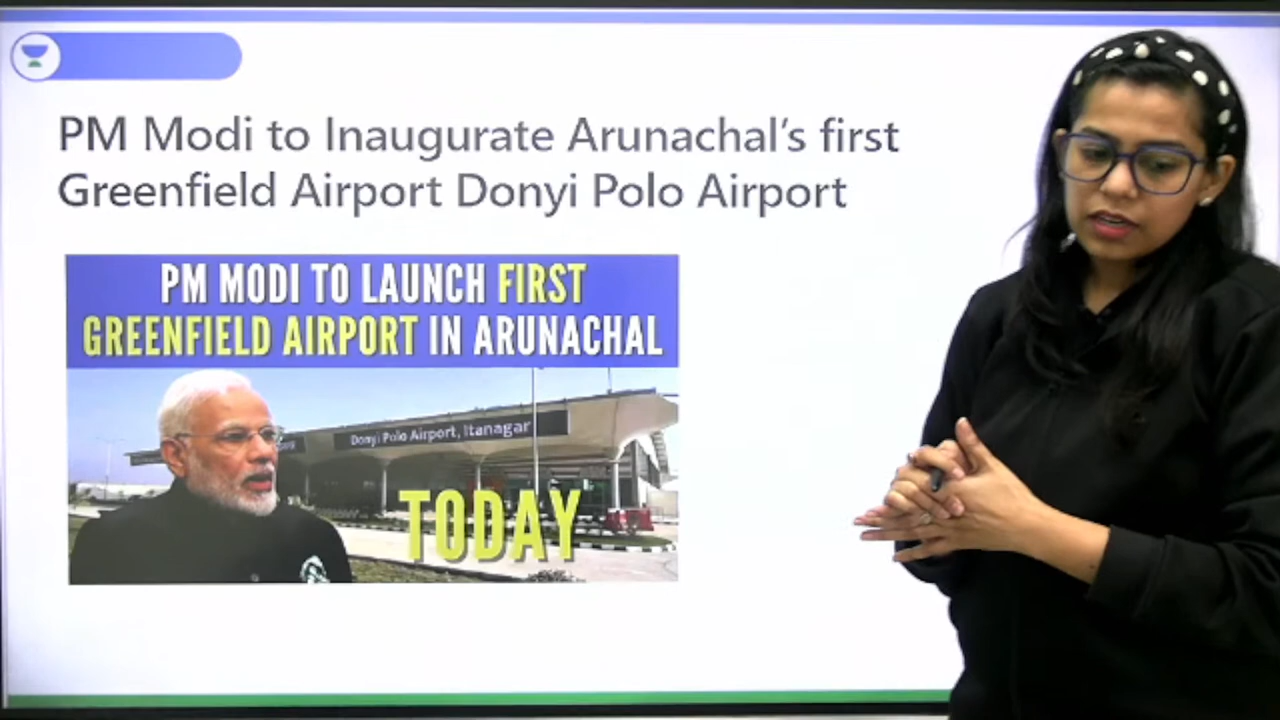 PM Modi to Inaugurate Arunachal’s first
Greenfield Airport Donyi Polo Airport
PM MODI TO LAUNCH FIRST
GREENFIELD AIRPORT IN ARUNACHAL
Donyi Polo Airport, Itanagar
TODAY